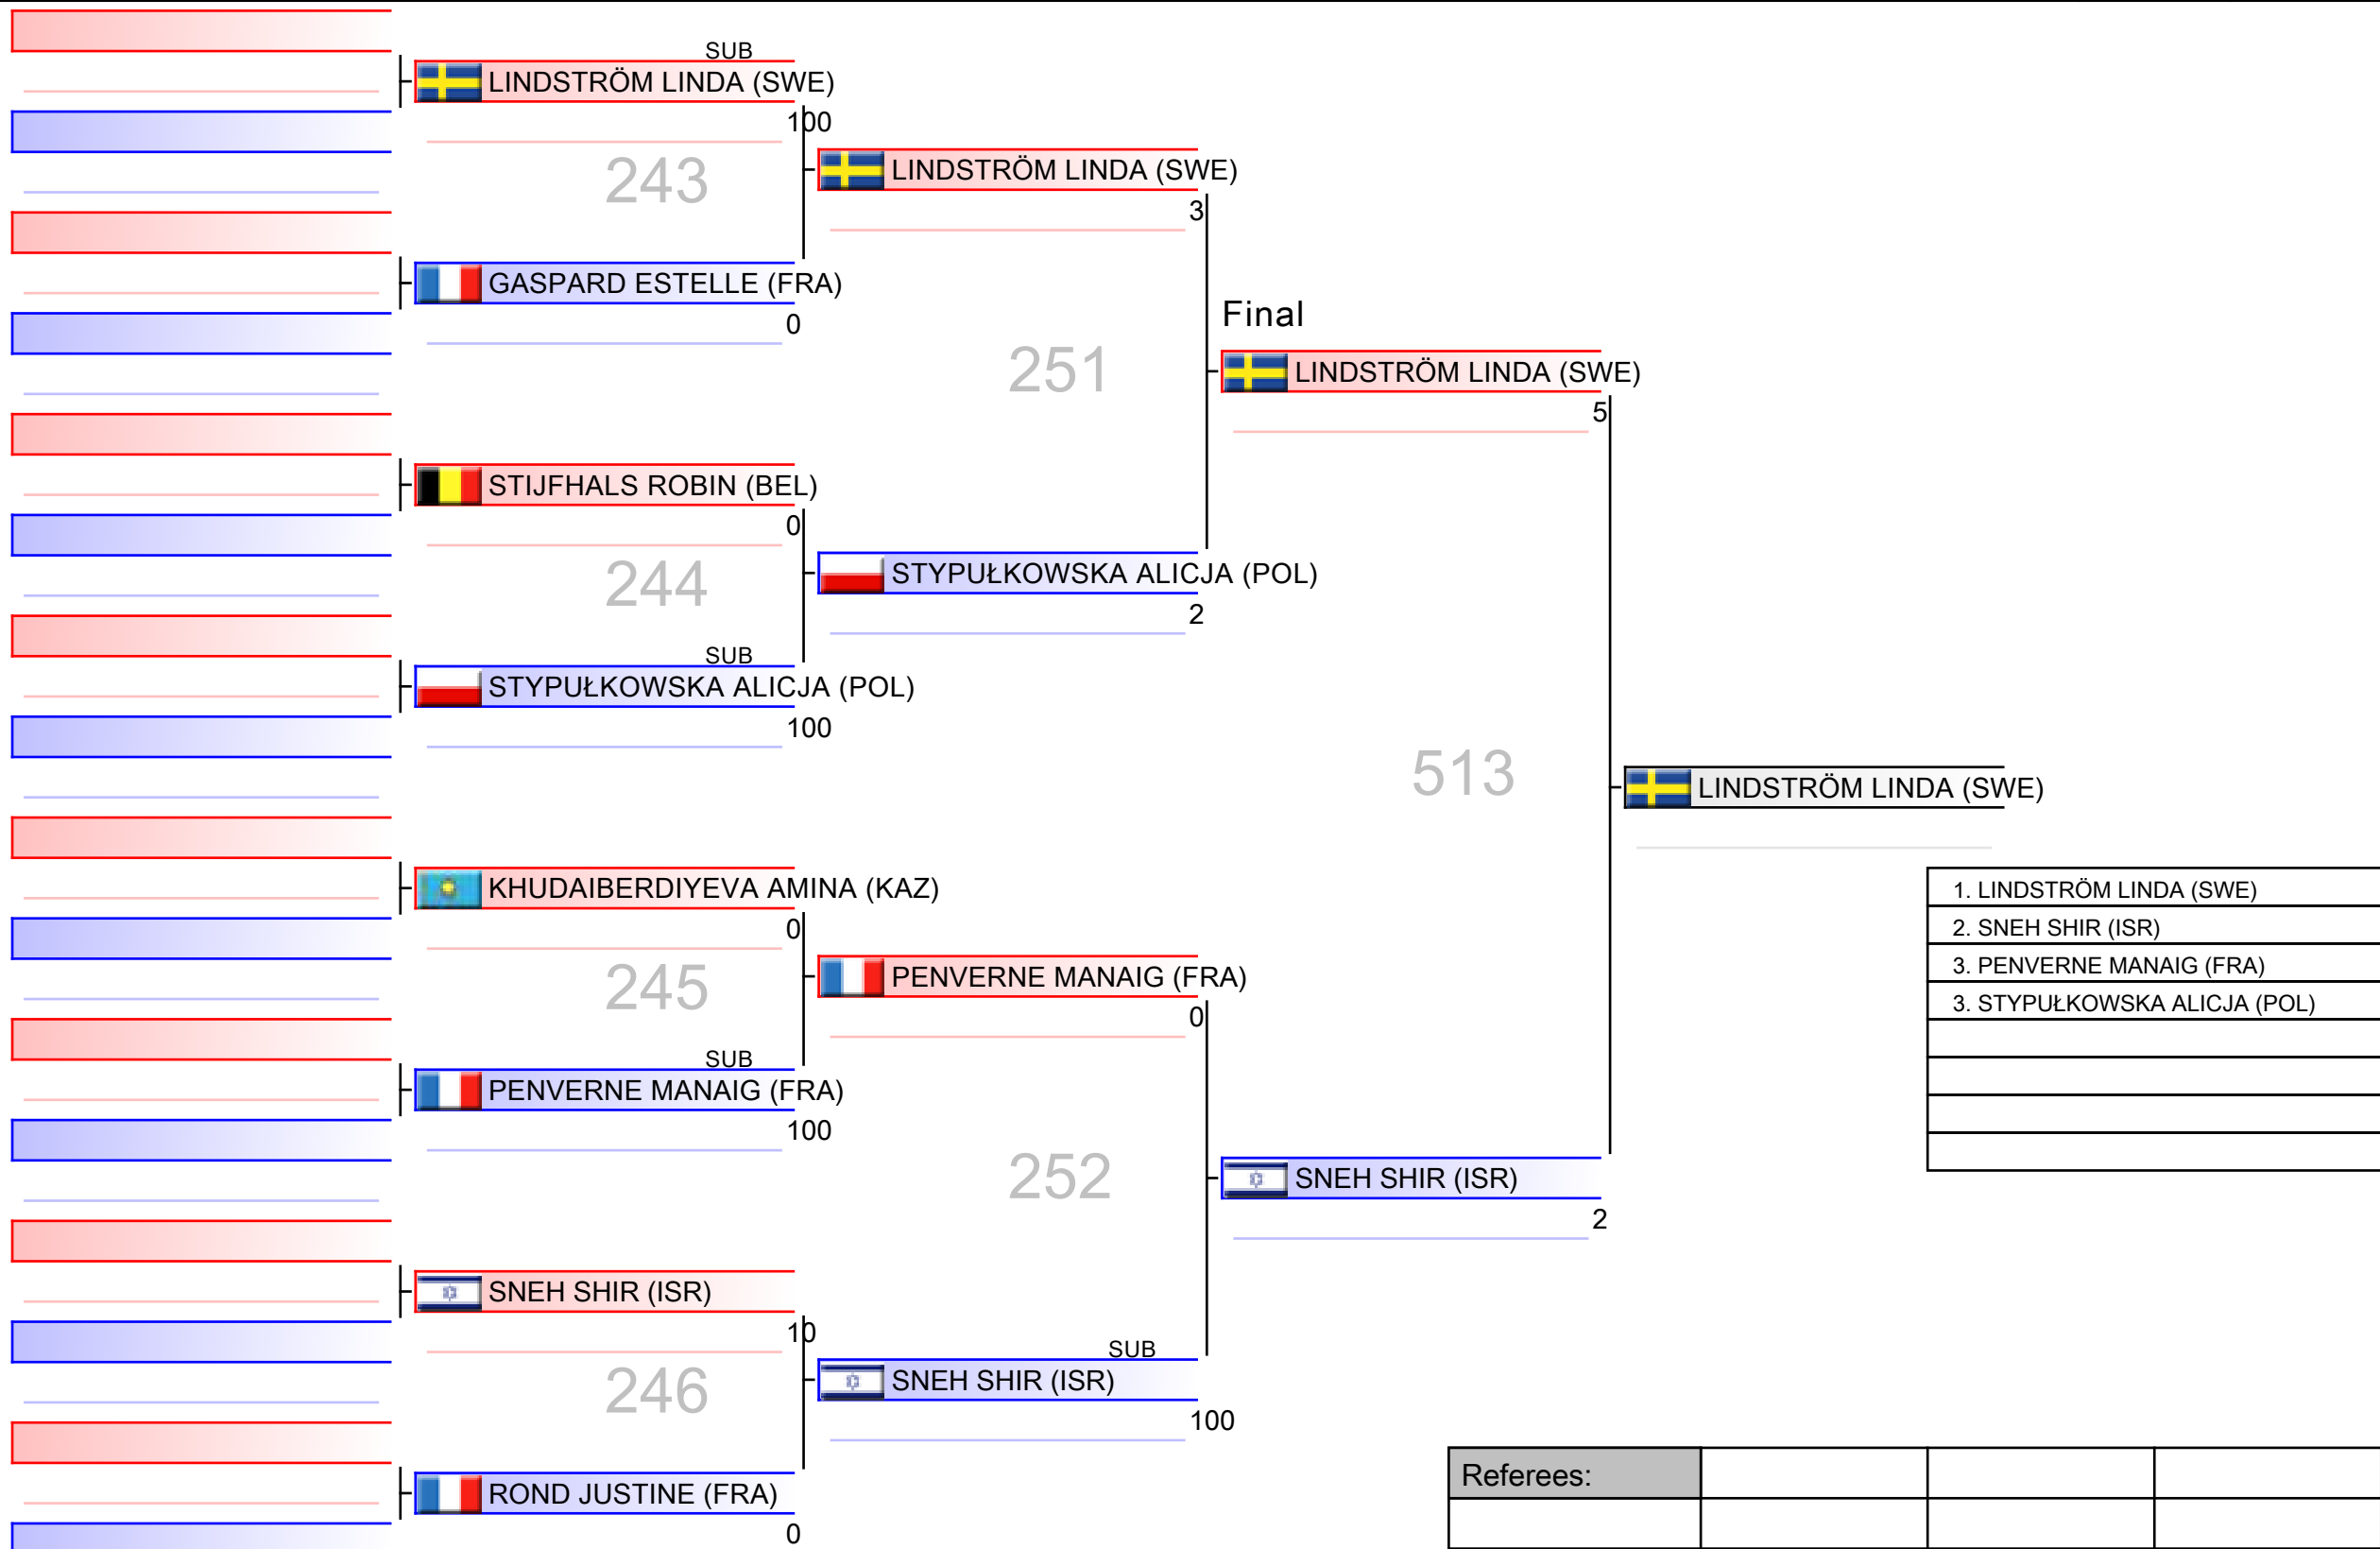 SUB
LINDSTRÖM LINDA (SWE)
100
243
GASPARD ESTELLE (FRA)
0
STIJFHALS ROBIN (BEL)
0
244
SUB
STYPUŁKOWSKA ALICJA (POL)
100
KHUDAIBERDIYEVA AMINA (KAZ)
0
245
SUB
PENVERNE MANAIG (FRA)
100
SNEH SHIR (ISR)
10
246
ROND JUSTINE (FRA)
0
LINDSTRÖM LINDA (SWE)
3
251
STYPUŁKOWSKA ALICJA (POL)
2
PENVERNE MANAIG (FRA)
0
252
SUB
SNEH SHIR (ISR)
100
Final
LINDSTRÖM LINDA (SWE)
5
513
SNEH SHIR (ISR)
2
LINDSTRÖM LINDA (SWE)
1. LINDSTRÖM LINDA (SWE)
2. SNEH SHIR (ISR)
3. PENVERNE MANAIG (FRA)
3. STYPUŁKOWSKA ALICJA (POL)
Referees: